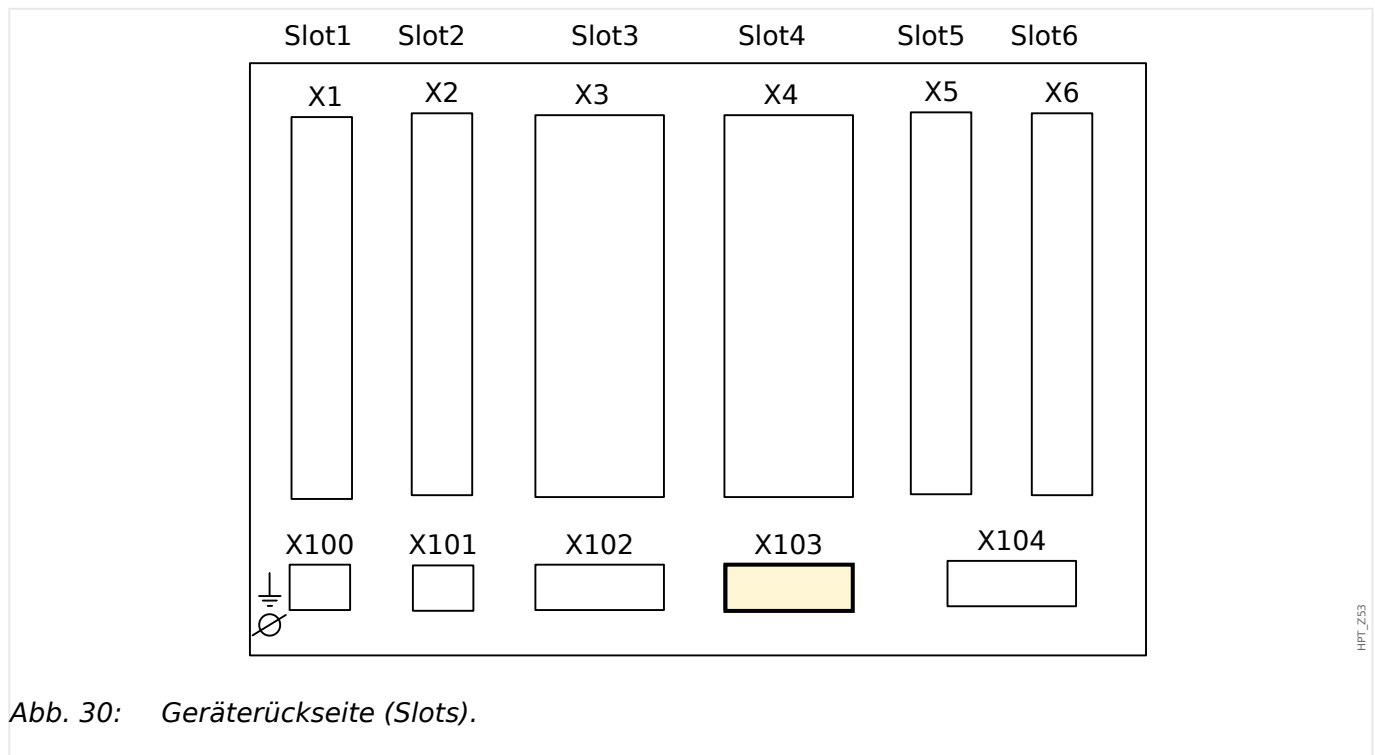 Slot1 Slot2 Slot3 Slot4 Slot5 Slot6
X1 X2 X3 X4 X5 X6
X100 X101 X102 X103 X104
HPT_Z53
Abb. 30: Geräterückseite (Slots).